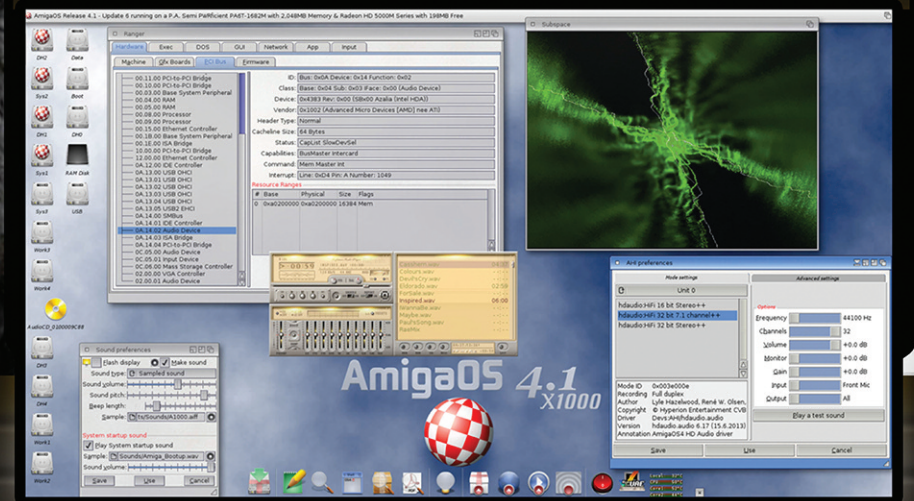 AmigaOS Release 4.1 - Update 6 running on a P.A. Semi PWRficient PA6T-1682M with 2,048MB Memory & Radeon HD 5000M Series with 198MB Free
Ranger
Hardware Exec DOS GUI Network App Input
Machine Gfx Boards PCI Bus Firmware
00.11.00 PCI-to-PCI Bridge
00.10.00 PCI-to-PCI Bridge
00.03.00 Base System Peripheral
00.04.00 RAM
00.05.00 RAM
00.08.00 Processor
00.09.00 Processor
00.15.00 Ethernet Controller
00.1B.00 Base System Peripheral
00.1E.00 ISA Bridge
10.10.00 PCI-to-PCI Bridge
12.00.00 Ethernet Controller
0A.12.00 IDE Controller
0A.13.00 USB OHCI
0A.13.01 USB OHCI
0A.13.02 USB OHCI
0A.13.03 USB OHCI
0A.13.04 USB OHCI
0A.13.05 USB2 EHCI
0A.14.00 SMBus
0A.14.01 IDE Controller
0A.14.02 Audio Device
0A.14.03 ISA Bridge
0A.14.04 PCI-to-PCI Bridge
0C.05.00 Audio Device
0C.05.01 Input Device
0C.06.00 Mass Storage Controller
02.00.00 VGA Controller
02.00.01 Audio Device
ID: Bus: 0x0A Device: 0x14 Function: 0x02
Class: Base: 0x04 Sub: 0x03 Iface: 0x00 (Audio Device)
Device: 0x4383 Rev: 0x00 (SBx00 Azalia (Intel HDA))
Vendor: 0x1002 (Advanced Micro Devices [AMD] nee ATI)
Header Type: Normal
Cacheline Size: 64 Bytes
Status: CapList SlowDevSel
Capabilities: BusMaster Intercard
Command: Mem Master Int
Interrupt: Line: 0xD4 Pin: A Number: 1049
Resource Ranges
# Base Physical Size Flags
0 0xa0200000 0xa0200000 16384 Mem
Subspace
DH2
Data
Sys2
Boot
DH1
DH0
Sys1
RAM Disk
Sys3
USB
Work3
Work4
AudioCD_0100009C88
DH3
DH4
Work1
Work2
00:59
Colours.wav
DevilsCry.wav
Eldorado.wav 02:59
ForSale.wav
Inspired.wav 06:00
WannaBe.wav
Maybe.wav
PaulieSong.wav
RawMix
Sound preferences
Flash display Make sound
Sound type: Sampled sound
Sound volume:
Sound pitch:
Beep length:
Sample: tx/Sounds/A1000.aiff
System startup sound
Play System startup sound
Sample: Sounds/Amiga_Bootup.wav
Sound volume:
Save Use Cancel
AmigaOS 4.1
X1000
AHI preferences
Mode settings
Advanced settings
Unit 0
hdaudio:HiFi 16 bit Stereo++
hdaudio:HiFi 32 bit 7.1 channel++
hdaudio:HiFi 32 bit Stereo++
Mode ID 0x003e000e
Recording Full duplex
Author Lyle Hazelwood, René W. Olsen,
Copyright © Hyperion Entertainment CVB
Driver Devs:AHI/hdaudio.audio
Version hdaudio.audio 6.17 (15.6.2013)
Annotation AmigaOS4 HD Audio driver
Options
Frequency 44100 Hz
Channels 32
Volume +0.0 dB
Monitor +0.0 dB
Gain +0.0 dB
Input Front Mic
Output All
Play a test sound
Save Use Cancel